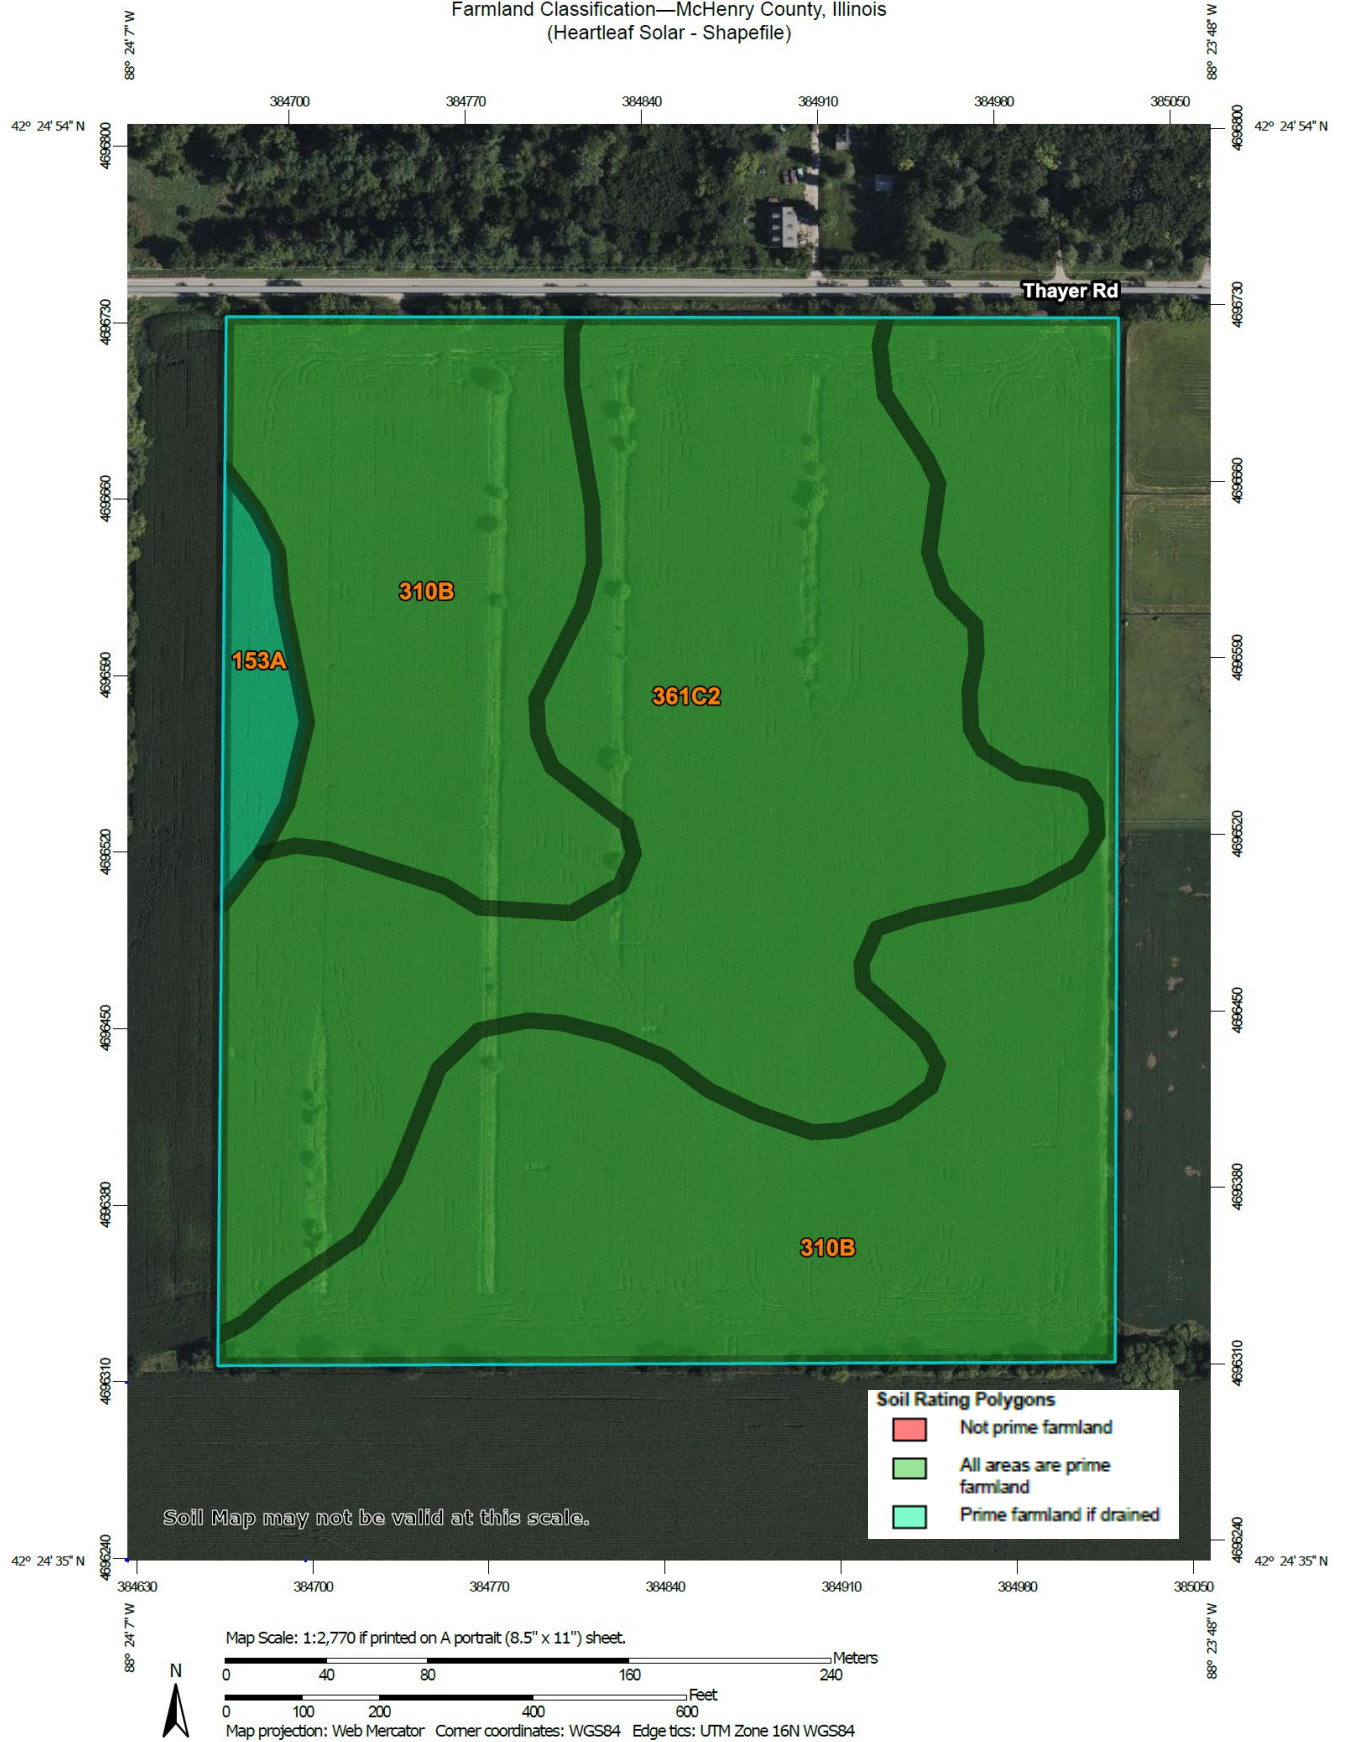 Farmland Classification—McHenry County, Illinois
(Heartleaf Solar - Shapefile)
88° 24' 7" W
88° 23' 48" W
384700
384770
384840
384910
384980
385050
42° 24' 54" N
42° 24' 54" N
4696800
4696800
Thayer Rd
4696730
4696730
4696660
4696660
310B
153A
4696590
4696590
361C2
4696520
4696520
4696450
4696450
4696380
4696380
310B
4696310
4696310
Soil Rating Polygons
Not prime farmland
All areas are prime
farmland
Prime farmland if drained
Soil Map may not be valid at this scale.
4696240
4696240
42° 24' 35" N
42° 24' 35" N
384630
384700
384770
384840
384910
384980
385050
88° 24' 7" W
88° 23' 48" W
Map Scale: 1:2,770 if printed on A portrait (8.5" x 11") sheet.
Meters
N
0
40
80
160
240
Feet
0
100
200
400
600
Map projection: Web Mercator Corner coordinates: WGS84 Edge tics: UTM Zone 16N WGS84